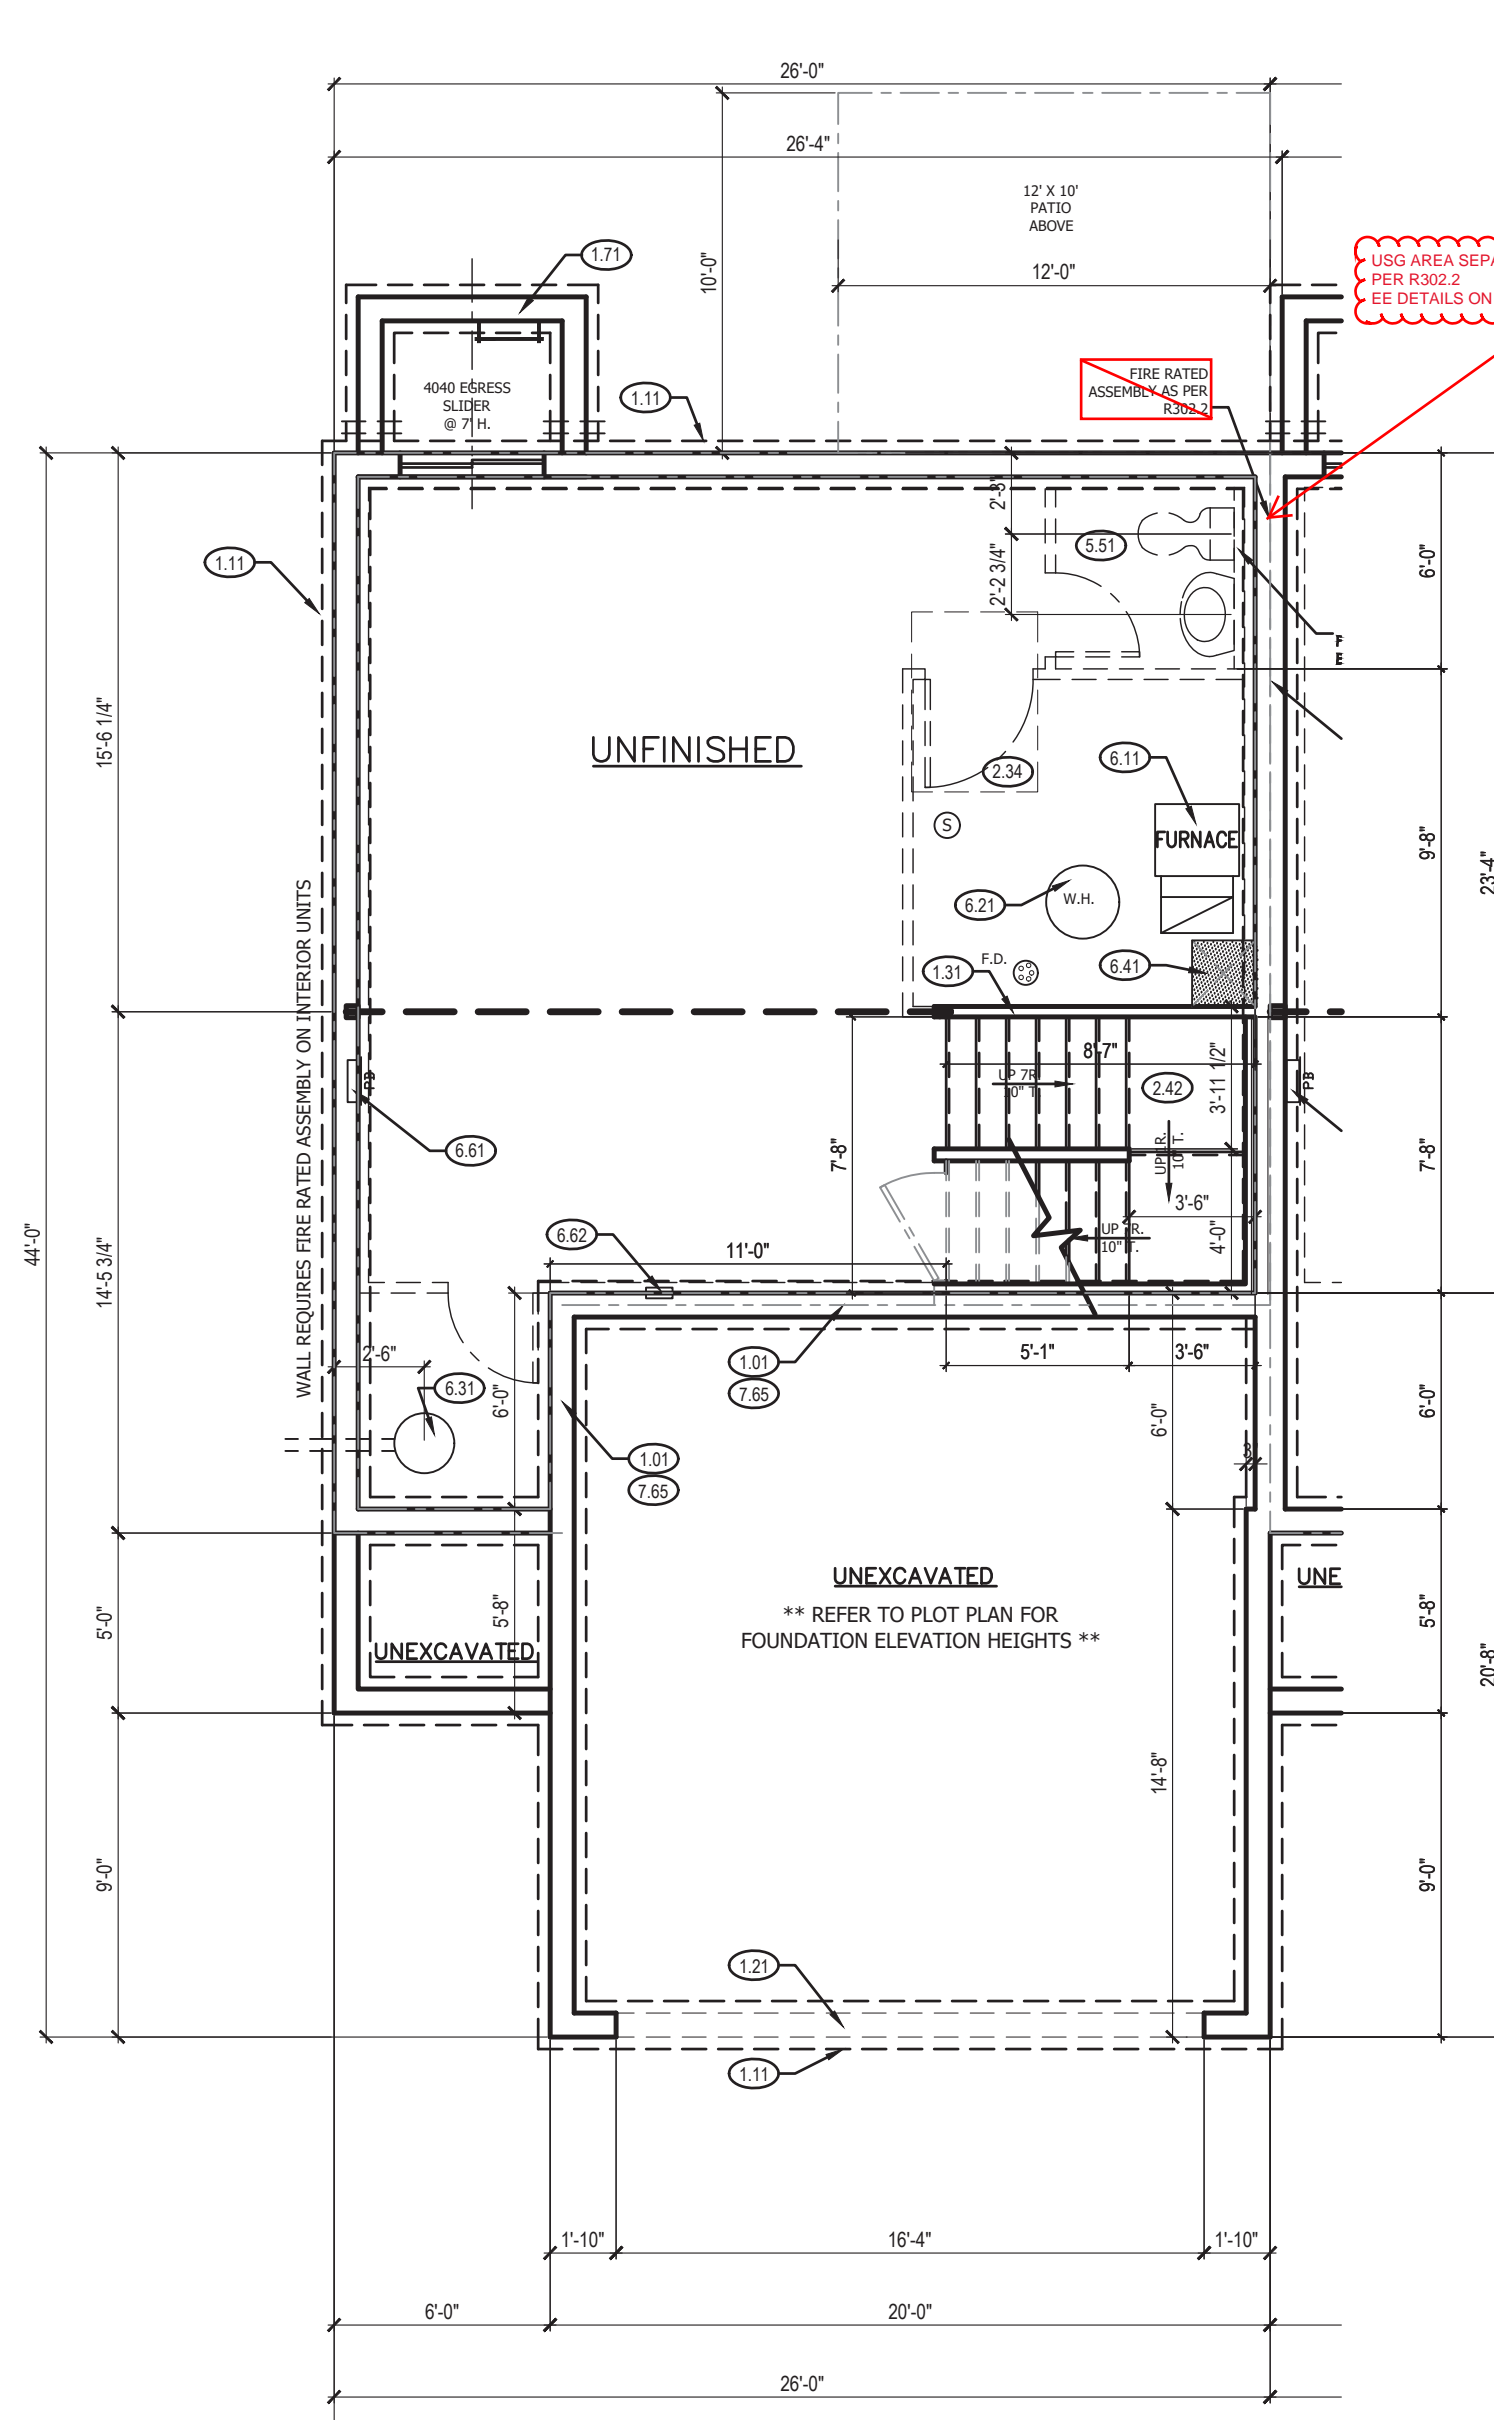 26'-0"
26'-4"
12' X 10'
PATIO
ABOVE
10'-0"
12'-0"
1.71
USG AREA SEPA
PER R302.2
EE DETAILS ON
4040 EGRESS
SLIDER
@ 7' H.
1.11
FIRE RATED
ASSEMBLY AS PER
R302.2
2'-3"
5.51
2'-2 3/4"
1.11
6'-0"
15'-6 1/4"
UNFINISHED
2.34
6.11
FURNACE
S
6.21
W.H.
9'-8"
23'-4"
1.31
F.D.
6.41
WALL REQUIRES FIRE RATED ASSEMBLY ON INTERIOR UNITS
PB
6.61
8'-7"
UP 7R.
10" T.
2.42
3'-11 1/2"
PB
7'-8"
UP 1R.
10" T.
7'-8"
3'-6"
UP R.
10" T.
4'-0"
44'-0"
14'-5 3/4"
6.62
11'-0"
2'-6"
6.31
6'-0"
1.01
7.65
5'-1"
3'-6"
6'-0"
6'-0"
3"
1.01
7.65
UNEXCAVATED
** REFER TO PLOT PLAN FOR
FOUNDATION ELEVATION HEIGHTS **
UNE
5'-0"
5'-8"
UNEXCAVATED
5'-8"
20'-8"
14'-8"
9'-0"
9'-0"
1.21
1.11
1'-10"
16'-4"
1'-10"
6'-0"
20'-0"
26'-0"